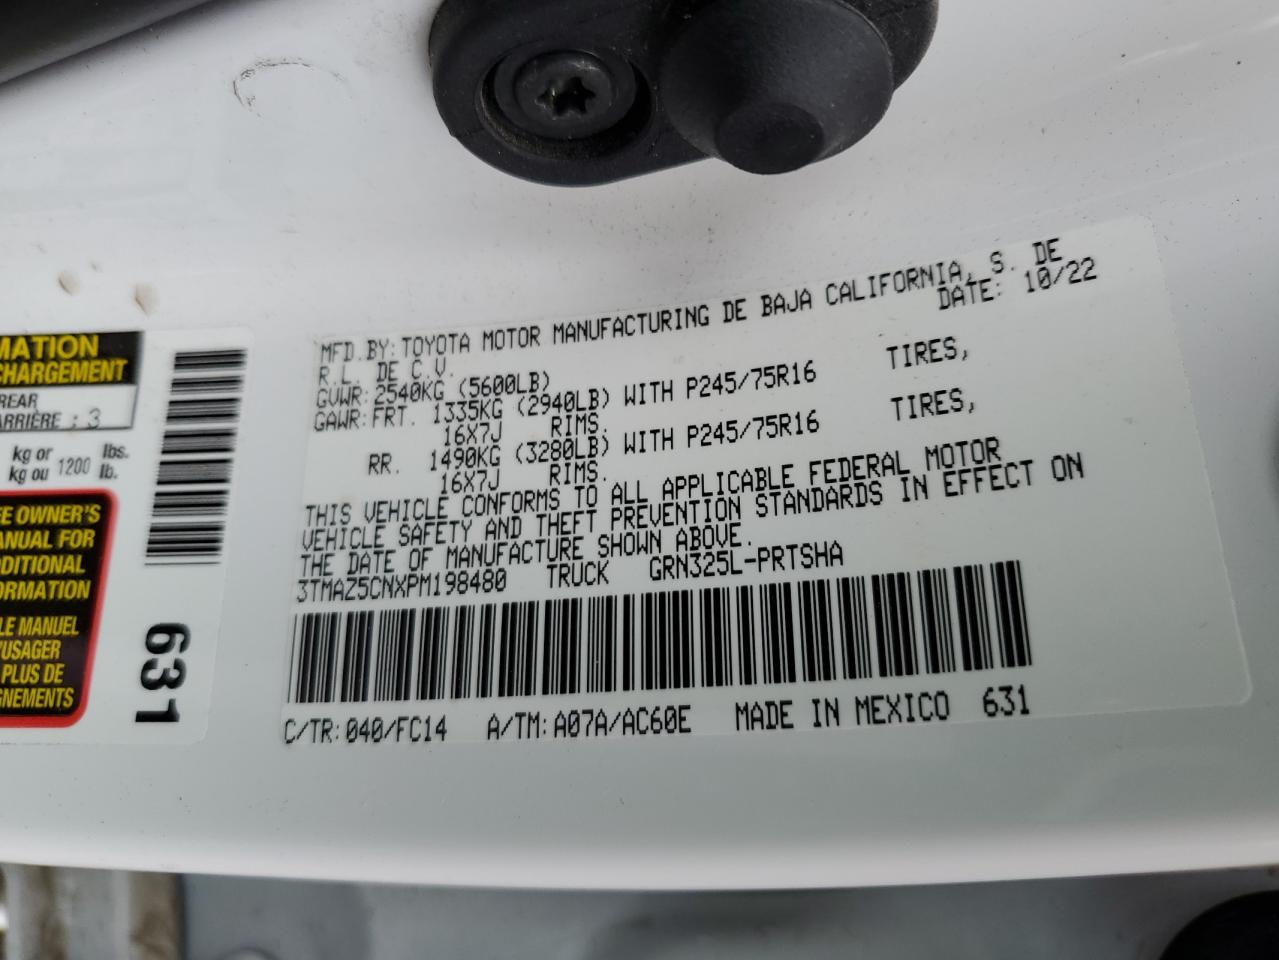 MATION
CHARGEMENT
REAR
ARRIÈRE : 3
kg or lbs.
kg ou 1200 lb.
EE OWNER'S
ANUAL FOR
DDITIONAL
ORMATION
LE MANUEL
'USAGER
PLUS DE
GNEMENTS
631
MFD.BY:TOYOTA MOTOR MANUFACTURING DE BAJA CALIFORNIA, S. DE
R.L. DE C.V. DATE: 10/22
GVWR:2540KG (5600LB)
GAWR:FRT. 1335KG (2940LB) WITH P245/75R16 TIRES,
16X7J RIMS.
RR. 1490KG (3280LB) WITH P245/75R16 TIRES,
16X7J RIMS.
THIS VEHICLE CONFORMS TO ALL APPLICABLE FEDERAL MOTOR
VEHICLE SAFETY AND THEFT PREVENTION STANDARDS IN EFFECT ON
THE DATE OF MANUFACTURE SHOWN ABOVE.
3TMAZ5CNXPM198480 TRUCK GRN325L-PRTSHA
C/TR:040/FC14 A/TM:A07A/AC60E MADE IN MEXICO 631